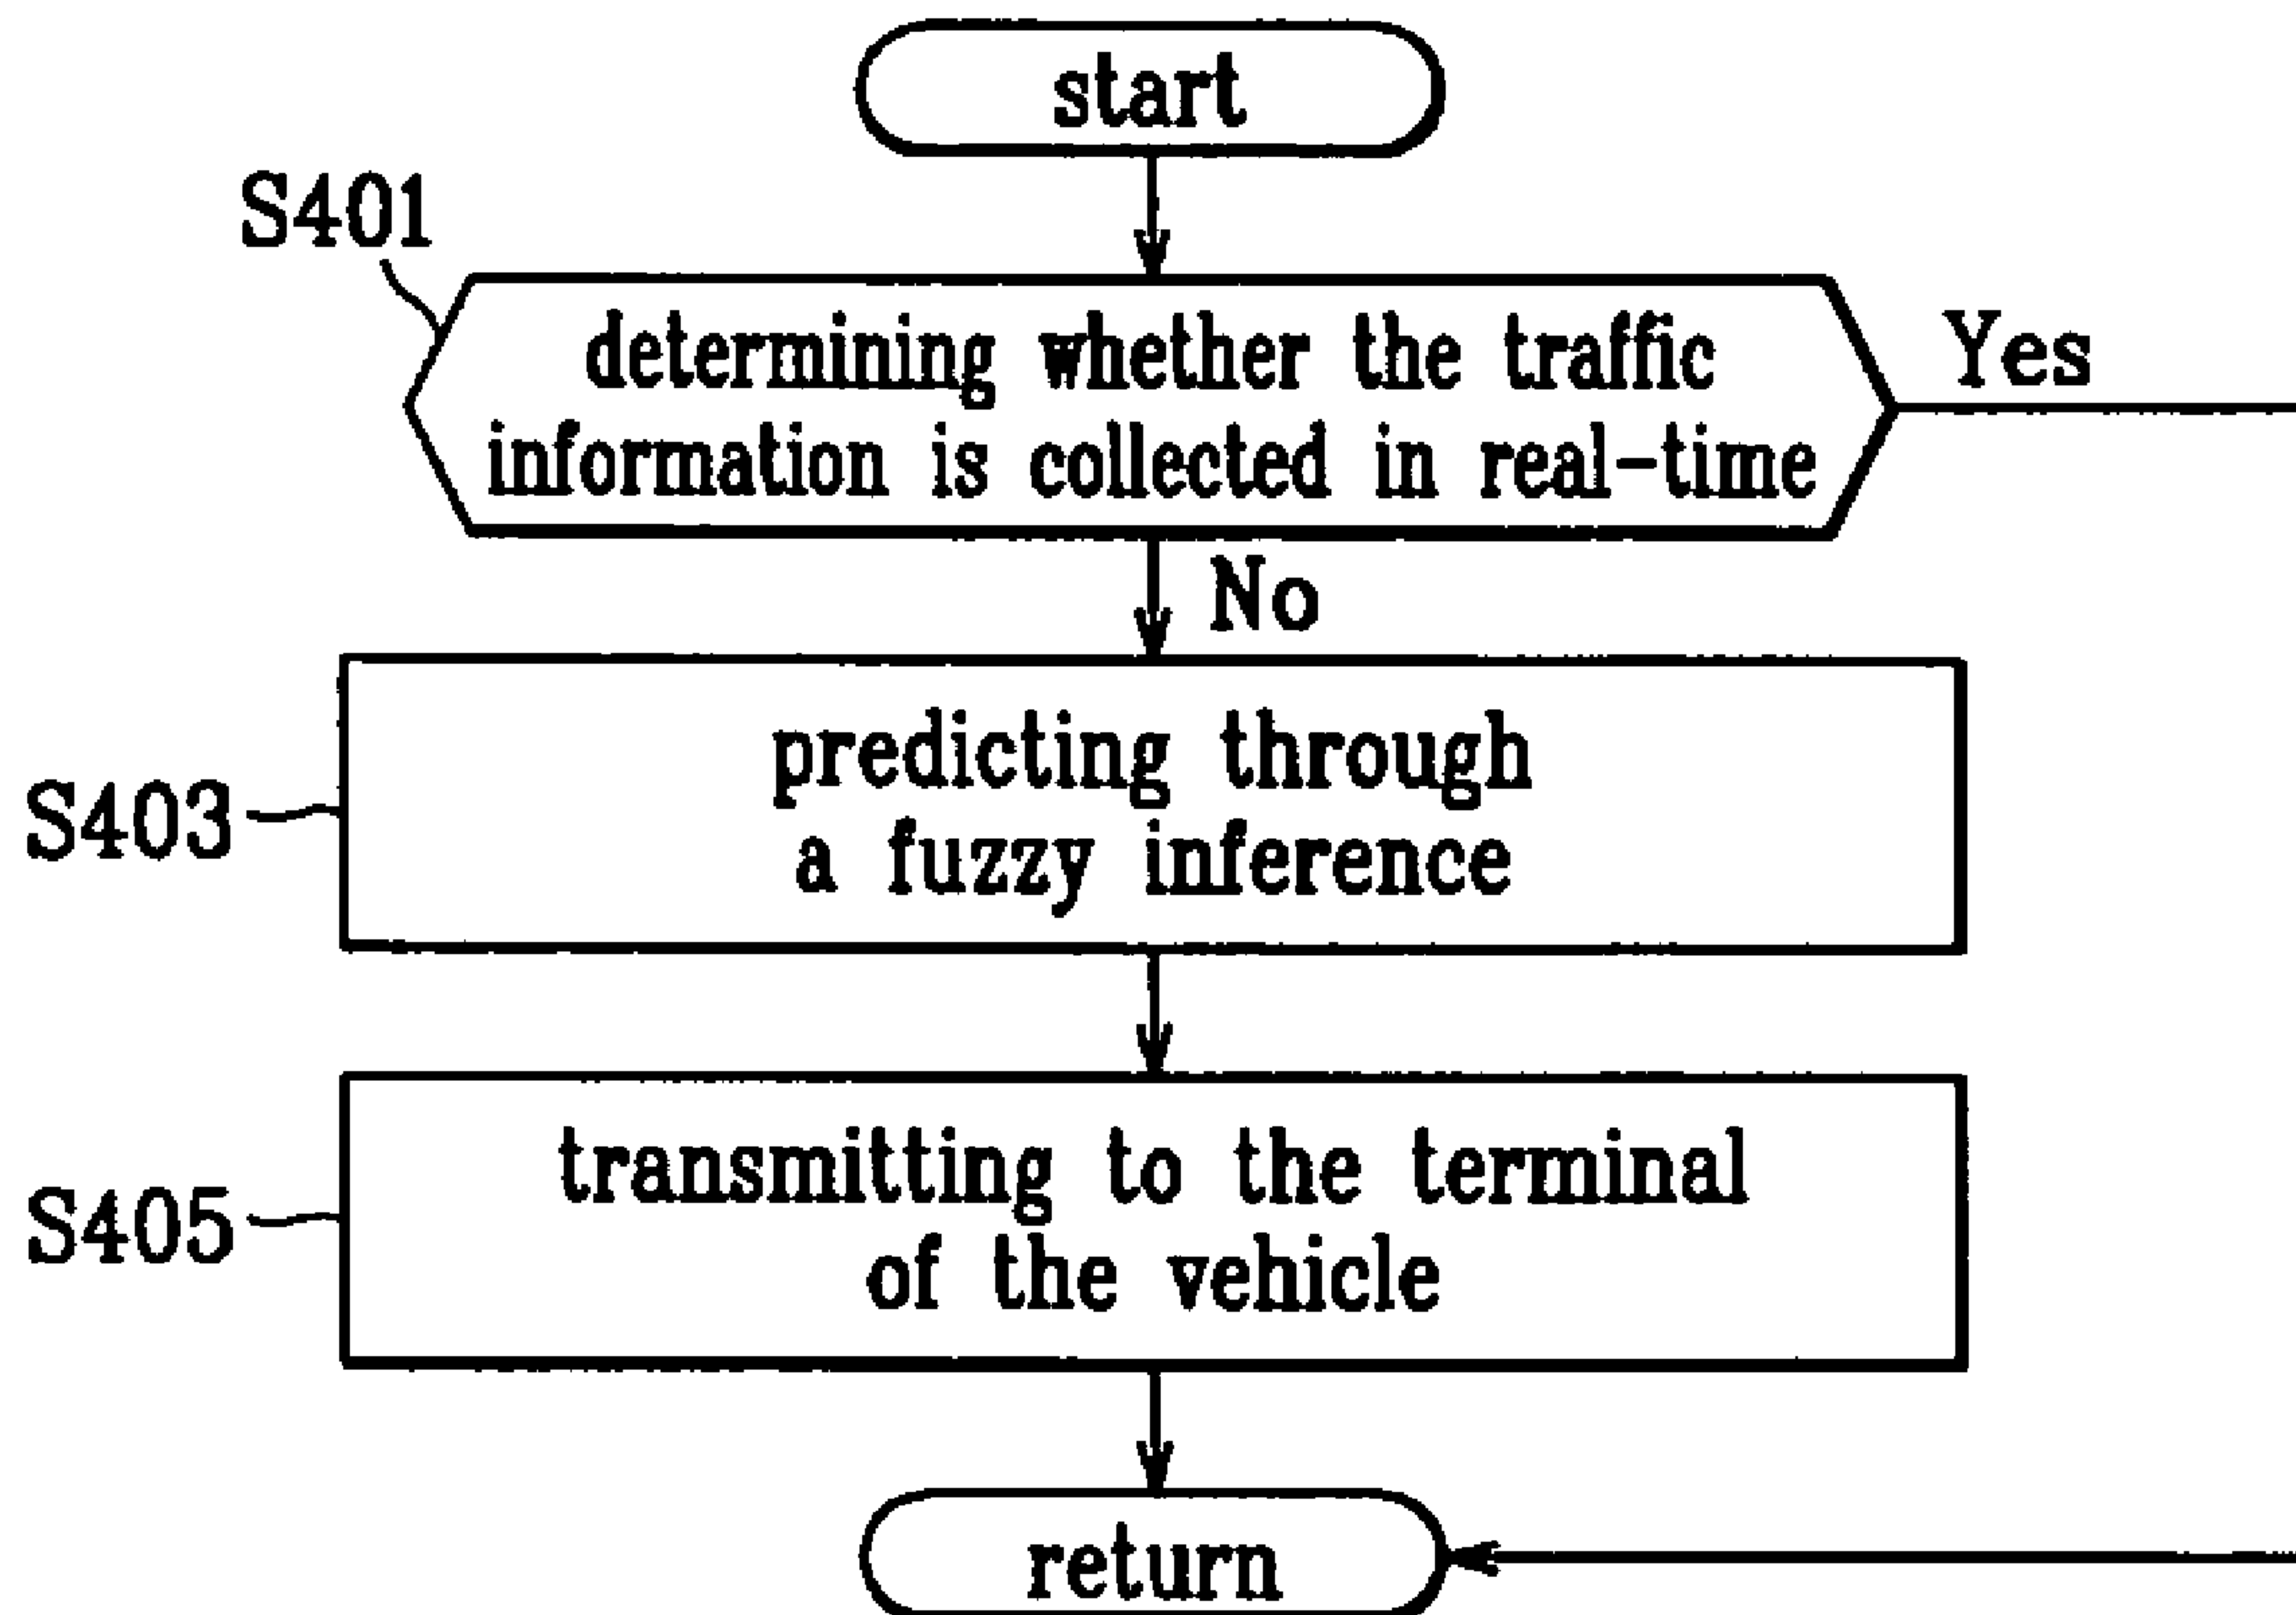 start
S401
determining whether the traffic
information is collected in real-time
Yes
No
S403
predicting through
a fuzzy inference
S405
transmitting to the terminal
of the vehicle
return